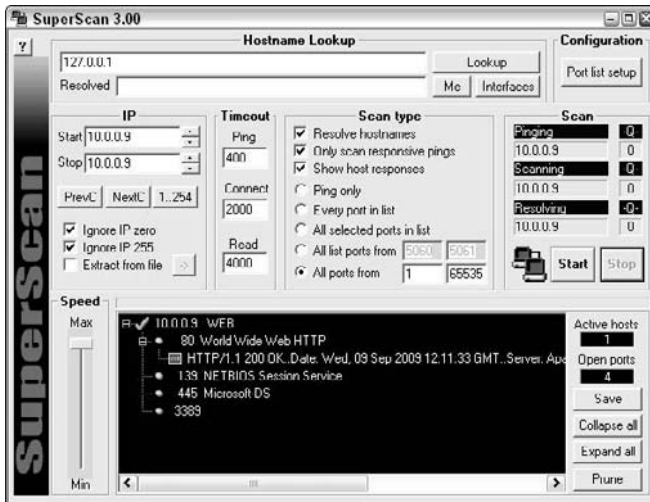 SuperScan 3.00
?
Hostname Lookup
127.0.0.1
Lookup
Resolved
Me
Interfaces
Configuration
Port list setup
IP
Start 10.0.0.9
Stop 10.0.0.9
PrevC NextC 1..254
Ignore IP zero
Ignore IP 255
Extract from file ->
Timeout
Ping
400
Connect
2000
Read
4000
Scan type
Resolve hostnames
Only scan responsive pings
Show host responses
Ping only
Every port in list
All selected ports in list
All list ports from 5060 5061
All ports from 1 65535
Scan
Pinging -Q-
10.0.0.9 0
Scanning -Q-
10.0.0.9 0
Resolving -Q-
10.0.0.9 0
Start Stop
SuperScan
Speed
Max
Min
10.0.0.9 WEB
80 World Wide Web HTTP
HTTP/1.1 200 OK..Date: Wed, 09 Sep 2009 12:11:33 GMT..Server: Apa
139 NETBIOS Session Service
445 Microsoft DS
3389
Active hosts
1
Open ports
4
Save
Collapse all
Expand all
Prune